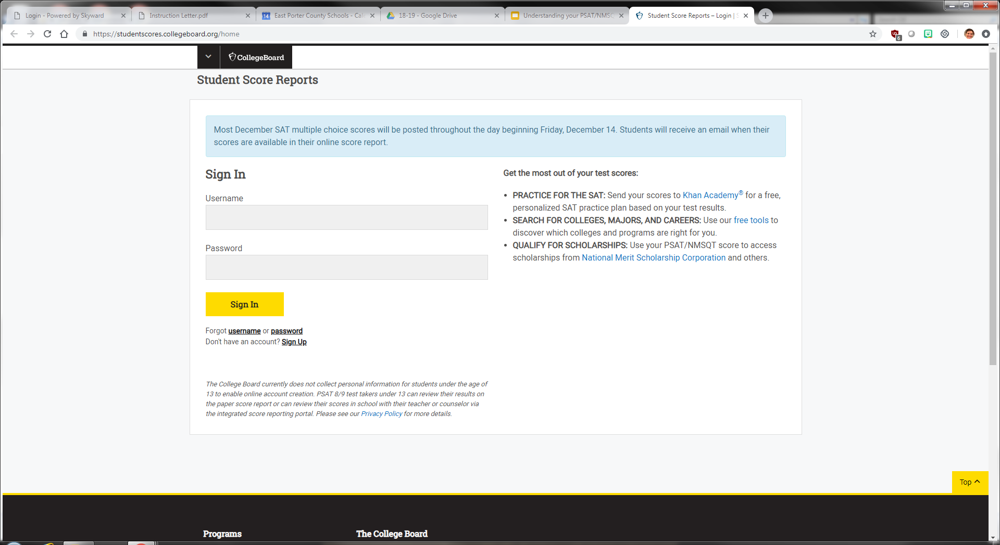 Login - Powered by Skyward
Instruction Letter.pdf
14
East Porter County Schools - Cal
18-19 - Google Drive
Understanding your PSAT/NMSQ
Student Score Reports – Login | S
https://studentscores.collegeboard.org/home
6
CollegeBoard
Student Score Reports
Most December SAT multiple choice scores will be posted throughout the day beginning Friday, December 14. Students will receive an email when their
scores are available in their online score report.
Sign In
Username
Password
Sign In
Forgot username or password
Don't have an account? Sign Up
The College Board currently does not collect personal information for students under the age of
13 to enable online account creation. PSAT 8/9 test takers under 13 can review their results on
the paper score report or can review their scores in school with their teacher or counselor via
the integrated score reporting portal. Please see our Privacy Policy for more details.
Get the most out of your test scores:
• PRACTICE FOR THE SAT: Send your scores to Khan Academy® for a free,
personalized SAT practice plan based on your test results.
• SEARCH FOR COLLEGES, MAJORS, AND CAREERS: Use our free tools to
discover which colleges and programs are right for you.
• QUALIFY FOR SCHOLARSHIPS: Use your PSAT/NMSQT score to access
scholarships from National Merit Scholarship Corporation and others.
Top
Programs
The College Board